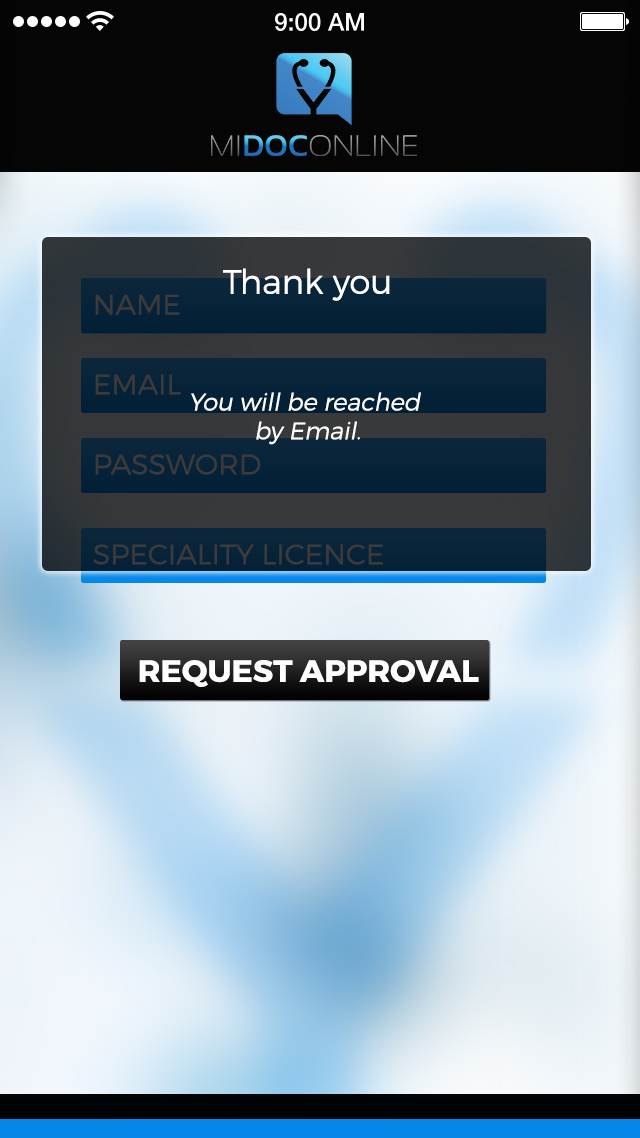 9:00 AM
MIDOCONLINE
Thank you
NAME
EMAIL
You will be reached
by Email.
PASSWORD
SPECIALITY LICENCE
REQUEST APPROVAL